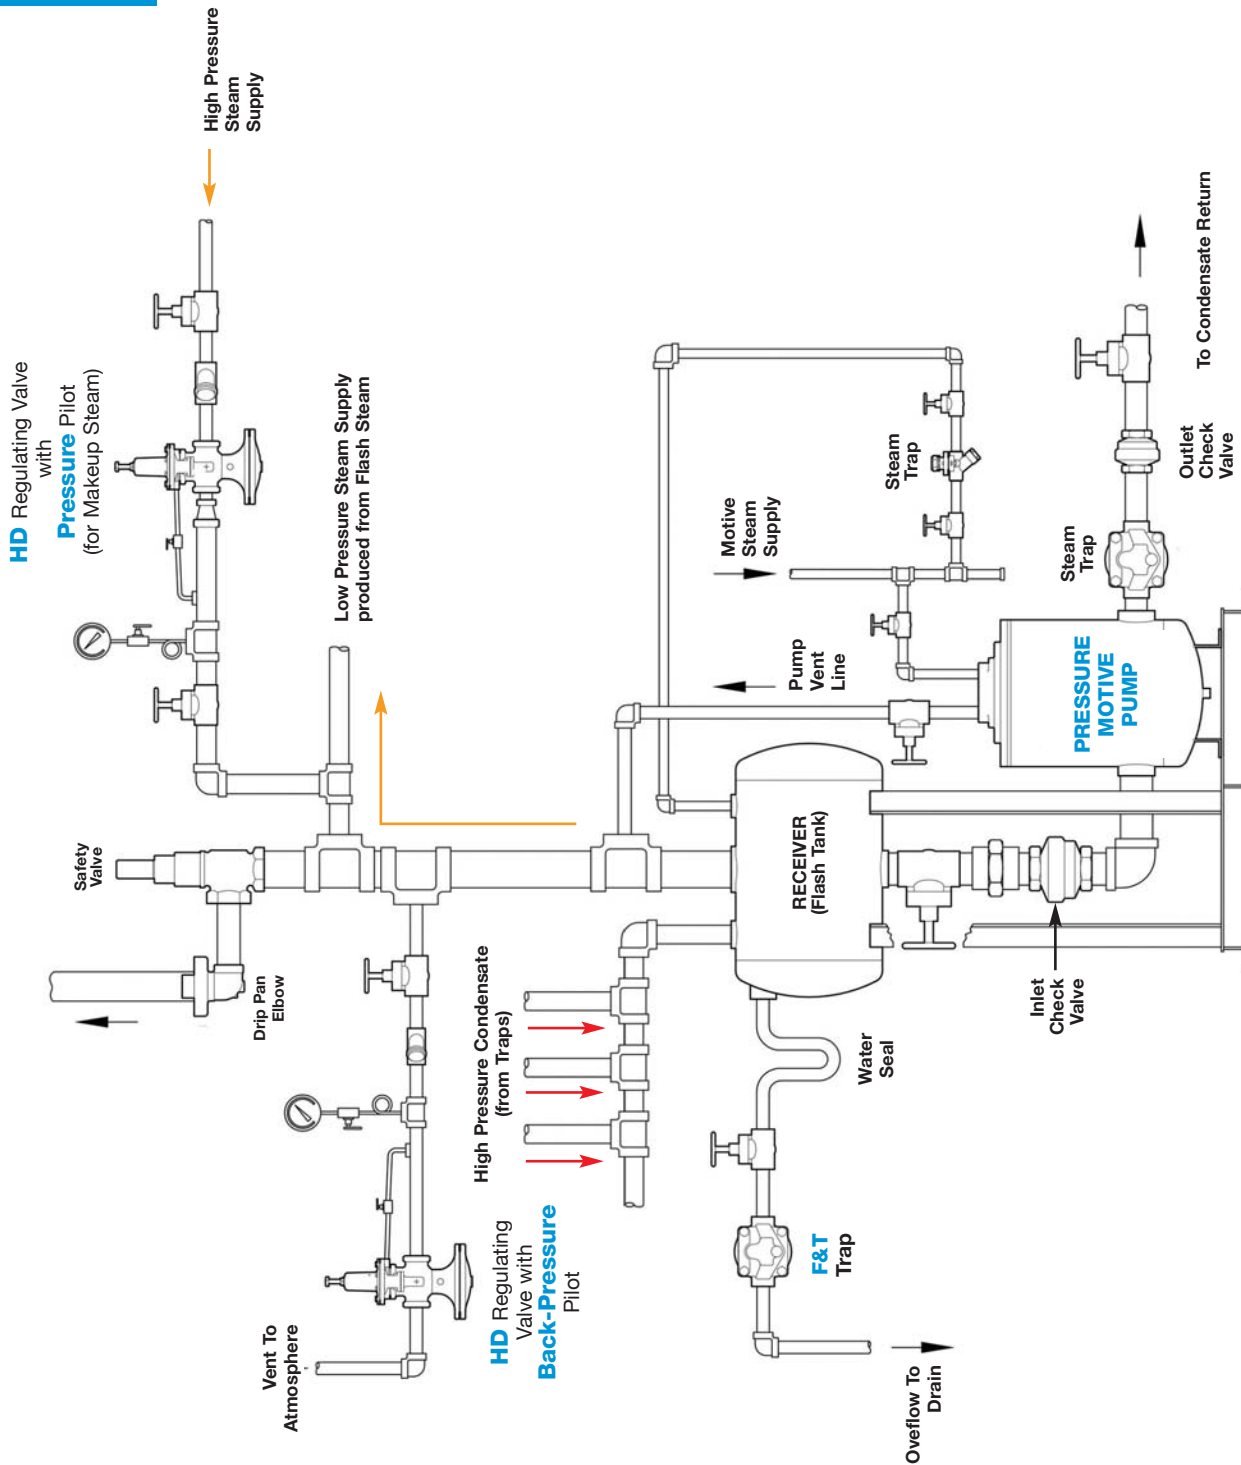 HD Regulating Valve
with
Pressure Pilot
(for Makeup Steam)
High Pressure
Steam
Supply
Low Pressure Steam Supply
produced from Flash Steam
Safety
Valve
Drip Pan
Elbow
High Pressure Condensate
(from Traps)
HD Regulating
Valve with
Back-Pressure
Pilot
Vent To
Atmosphere
Motive
Steam
Supply
Steam
Trap
Pump
Vent
Line
RECEIVER
(Flash Tank)
Water
Seal
F&T
Trap
Oveflow To
Drain
Inlet
Check
Valve
PRESSURE
MOTIVE
PUMP
Steam
Trap
Outlet
Check
Valve
To Condensate Return